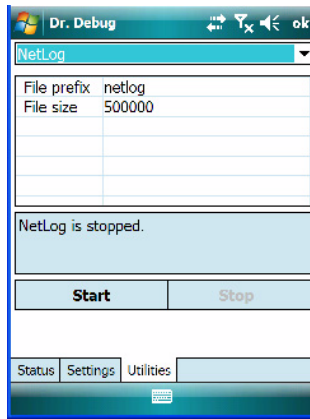 Dr. Debug ok
NetLog
File prefix netlog
File size 500000
NetLog is stopped.
Start Stop
Status Settings Utilities